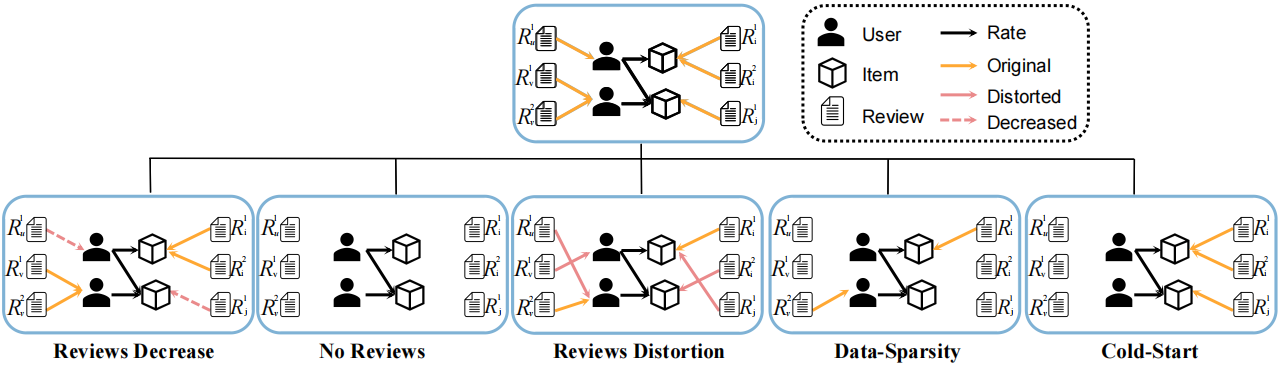 R_u^1 R_i^1
R_v^1 R_i^2
R_v^2 R_j^1
User Rate
Item Original
Review Distorted
Decreased
R_u^1 R_i^1 R_u^1 R_i^1 R_u^1 R_i^1 R_u^1 R_i^1 R_u^1 R_i^1
R_v^1 R_i^2 R_v^1 R_i^2 R_v^1 R_i^2 R_v^1 R_i^2 R_v^1 R_i^2
R_v^2 R_j^1 R_v^2 R_j^1 R_v^2 R_j^1 R_v^2 R_j^1 R_v^2 R_j^1
Reviews Decrease No Reviews Reviews Distortion Data-Sparsity Cold-Start